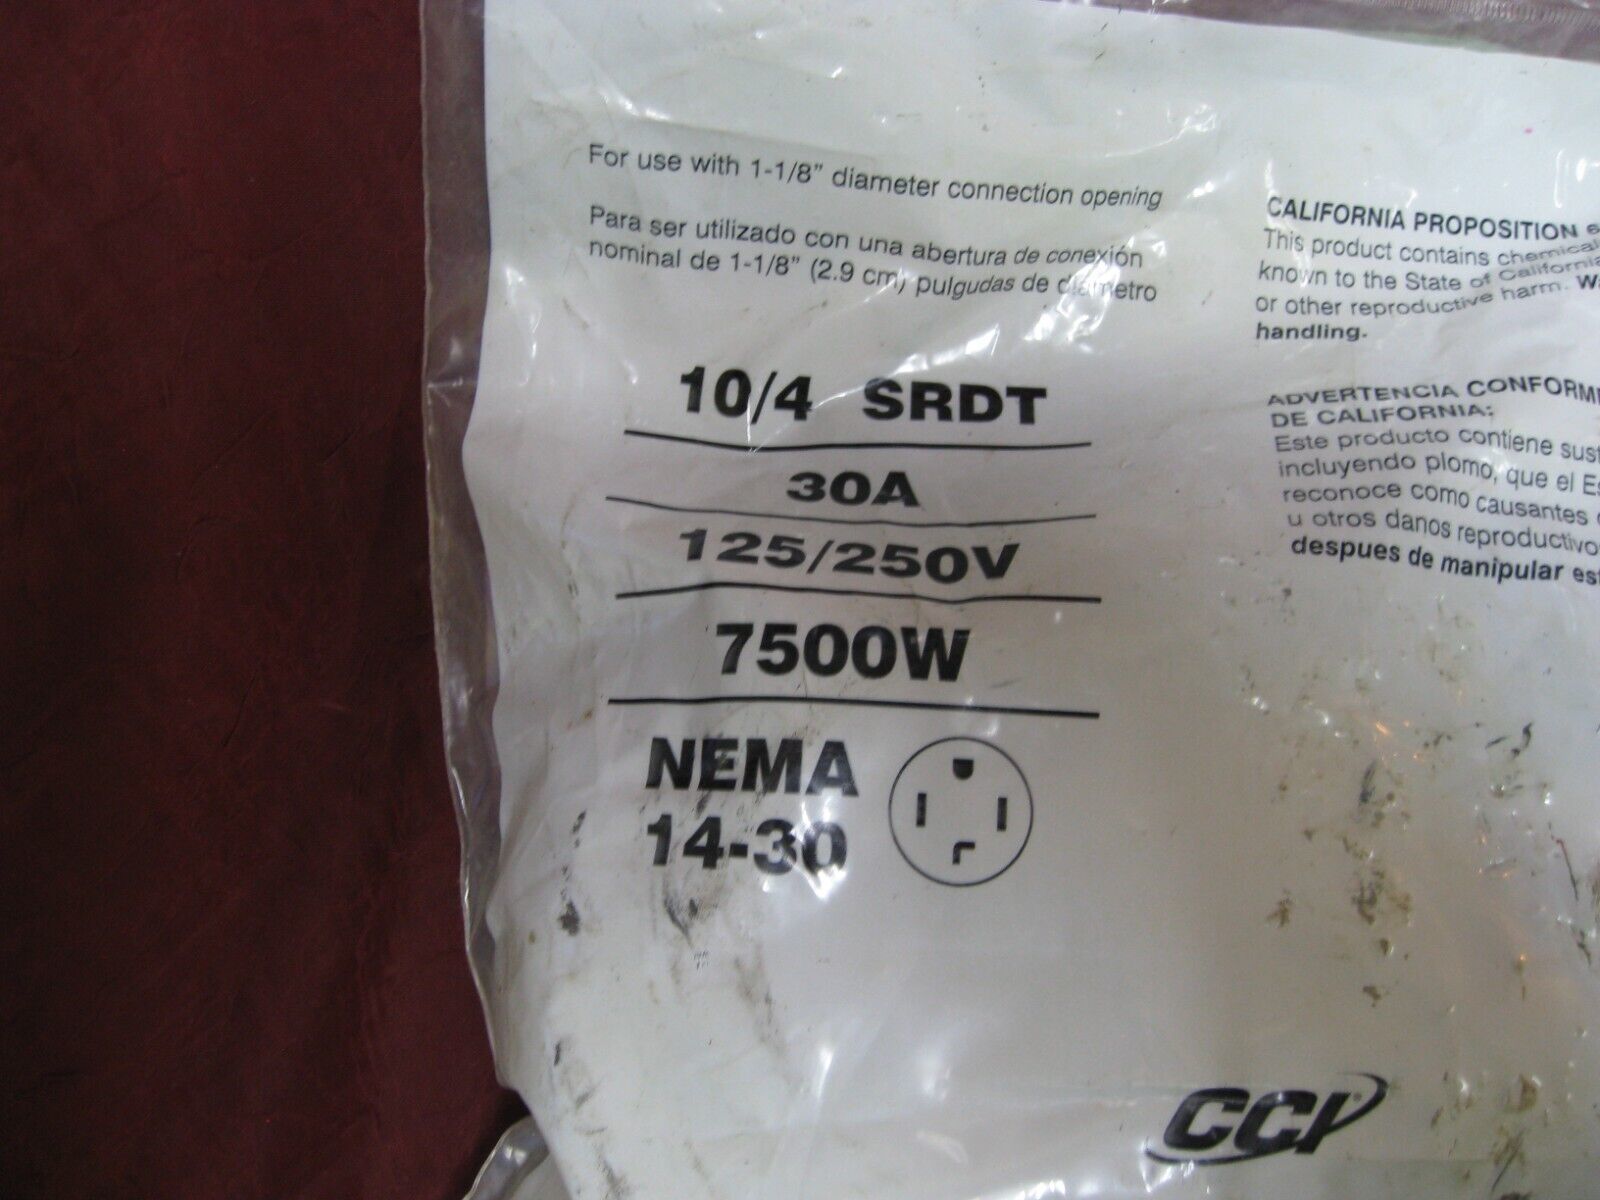 For use with 1-1/8" diameter connection opening
Para ser utilizado con una abertura de conexión
nominal de 1-1/8" (2.9 cm) pulgudas de diametro
10/4 SRDT
30A
125/250V
7500W
NEMA
14-30
CALIFORNIA PROPOSITION
This product contains
known to the State of California
or other reproductive harm.
handling.
ADVERTENCIA
DE CALIFORNIA:
Este producto contiene
incluyendo plomo, que el
reconoce como causantes
u otros danos
despues de manipular
CCI